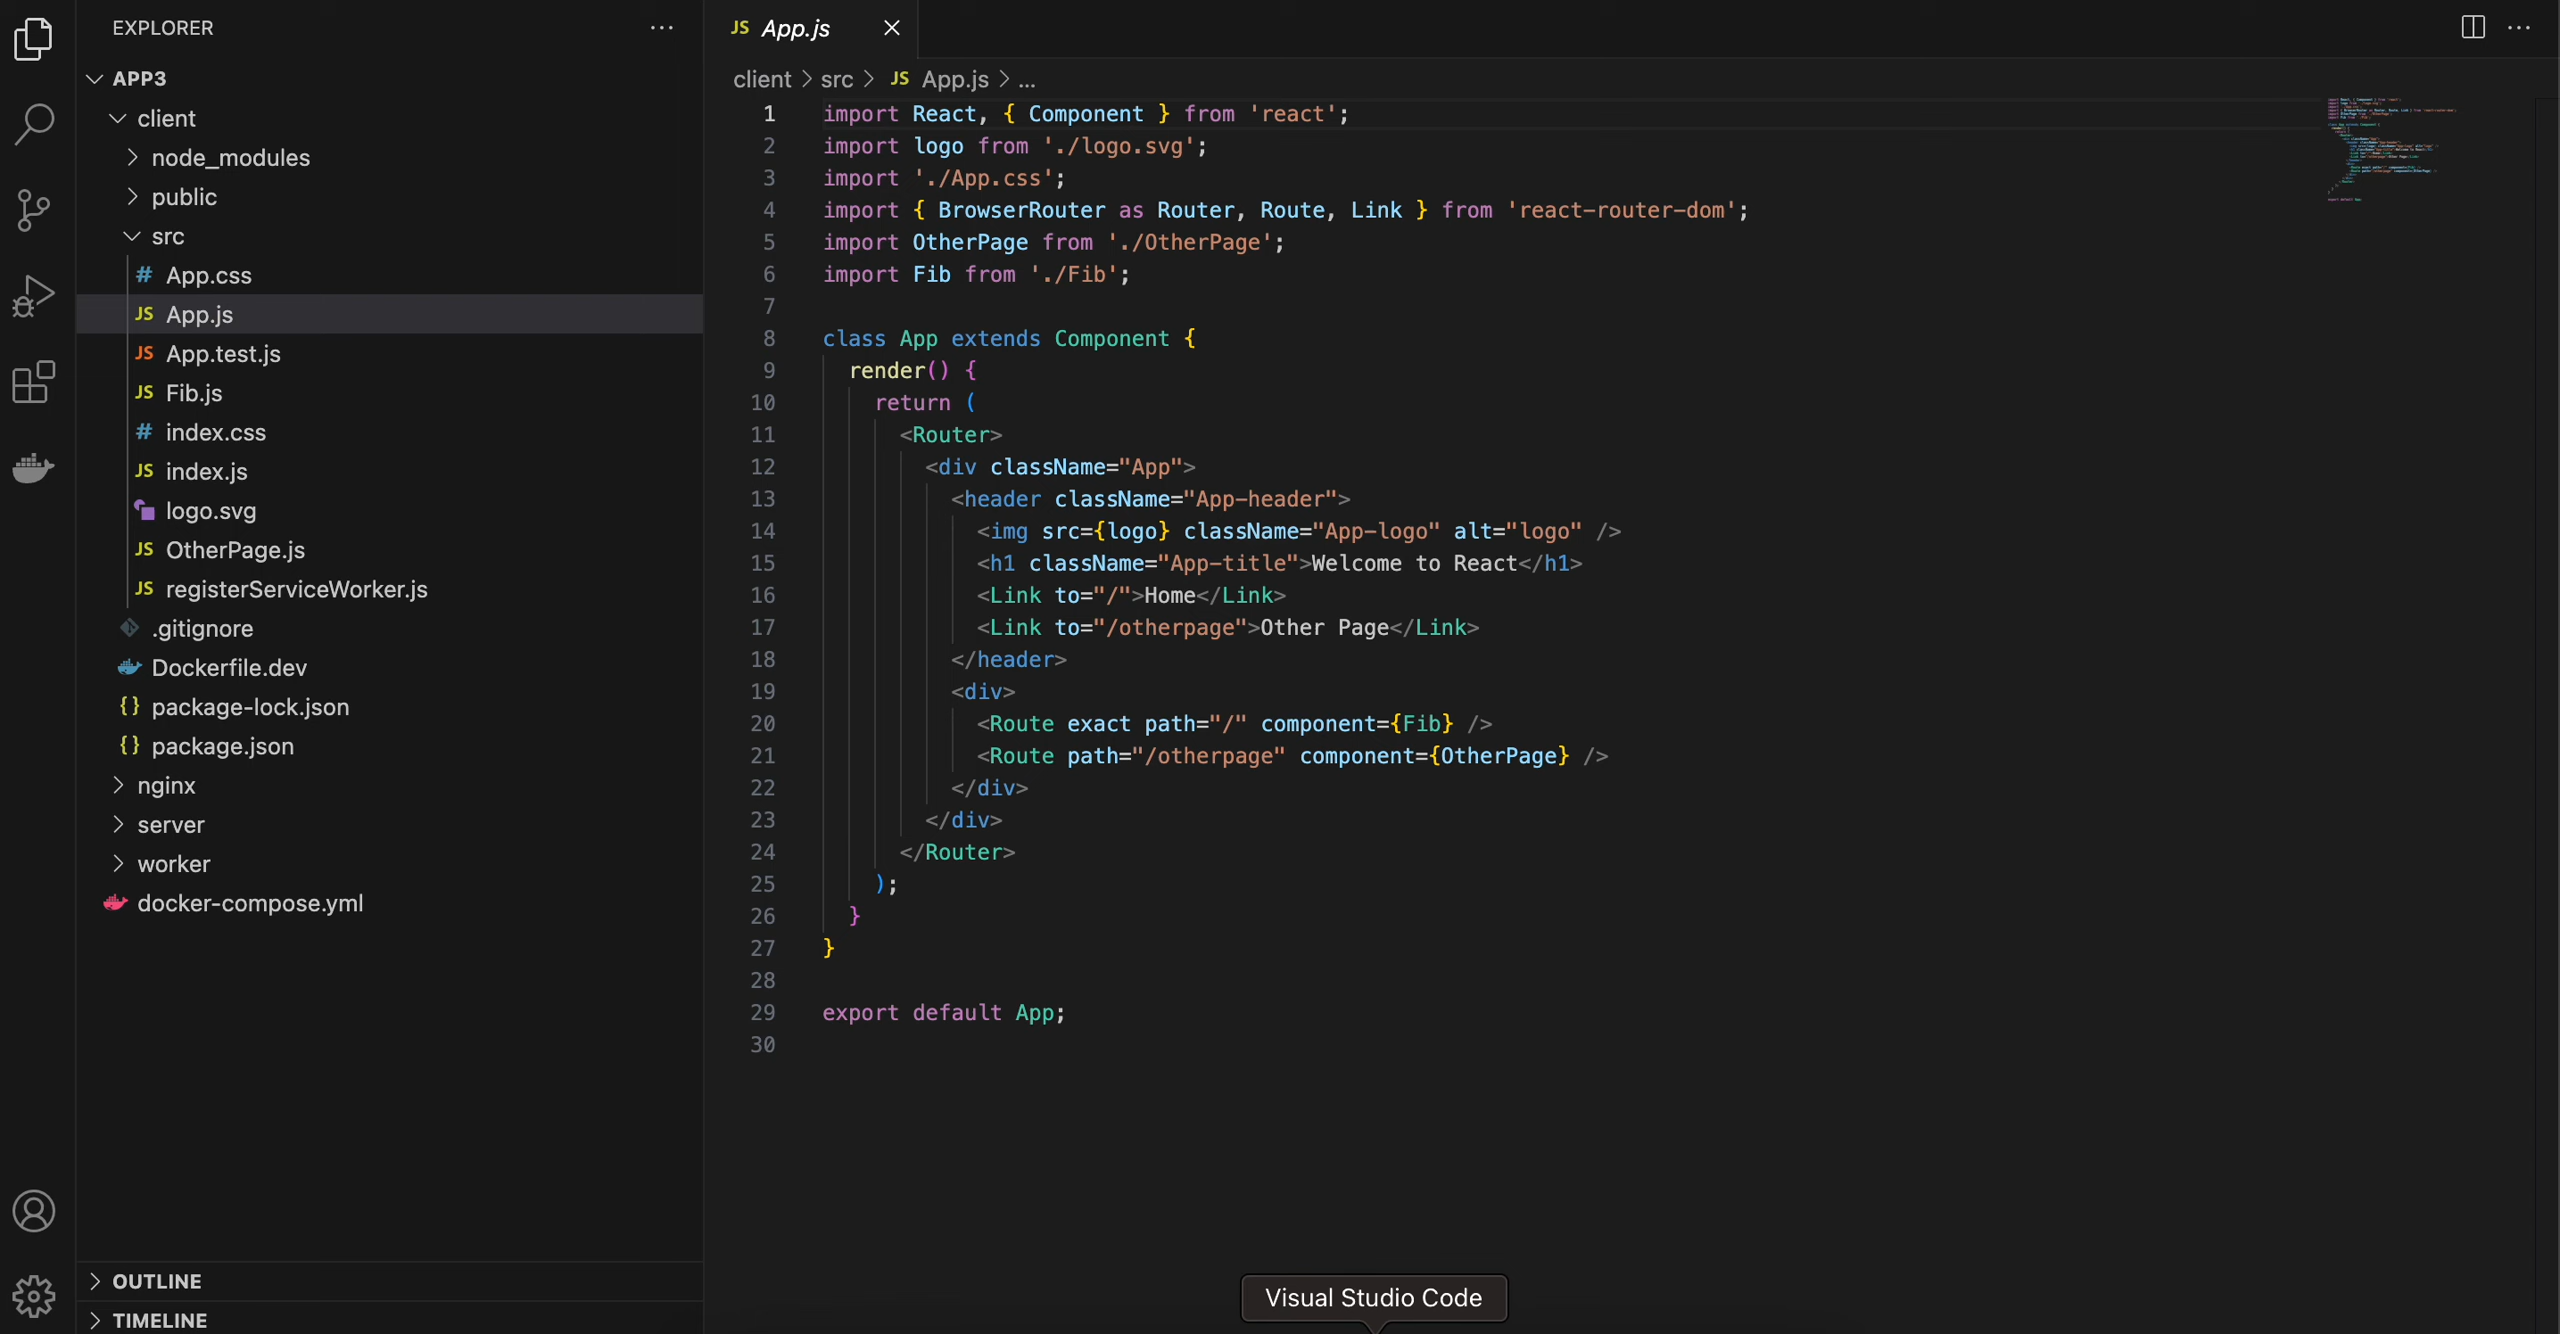 EXPLORER
APP3
client
node_modules
public
src
# App.css
JS App.js
JS App.test.js
JS Fib.js
# index.css
JS index.js
logo.svg
JS OtherPage.js
JS registerServiceWorker.js
.gitignore
Dockerfile.dev
{} package-lock.json
{} package.json
nginx
server
worker
docker-compose.yml
OUTLINE
TIMELINE
JS App.js
client > src > JS App.js > ...
1 import React, { Component } from 'react';
2 import logo from './logo.svg';
3 import './App.css';
4 import { BrowserRouter as Router, Route, Link } from 'react-router-dom';
5 import OtherPage from './OtherPage';
6 import Fib from './Fib';
7
8 class App extends Component {
9   render() {
10     return (
11       <Router>
12         <div className="App">
13           <header className="App-header">
14             <img src={logo} className="App-logo" alt="logo" />
15             <h1 className="App-title">Welcome to React</h1>
16             <Link to="/">Home</Link>
17             <Link to="/otherpage">Other Page</Link>
18           </header>
19           <div>
20             <Route exact path="/" component={Fib} />
21             <Route path="/otherpage" component={OtherPage} />
22           </div>
23         </div>
24       </Router>
25     );
26   }
27 }
28
29 export default App;
30
Visual Studio Code